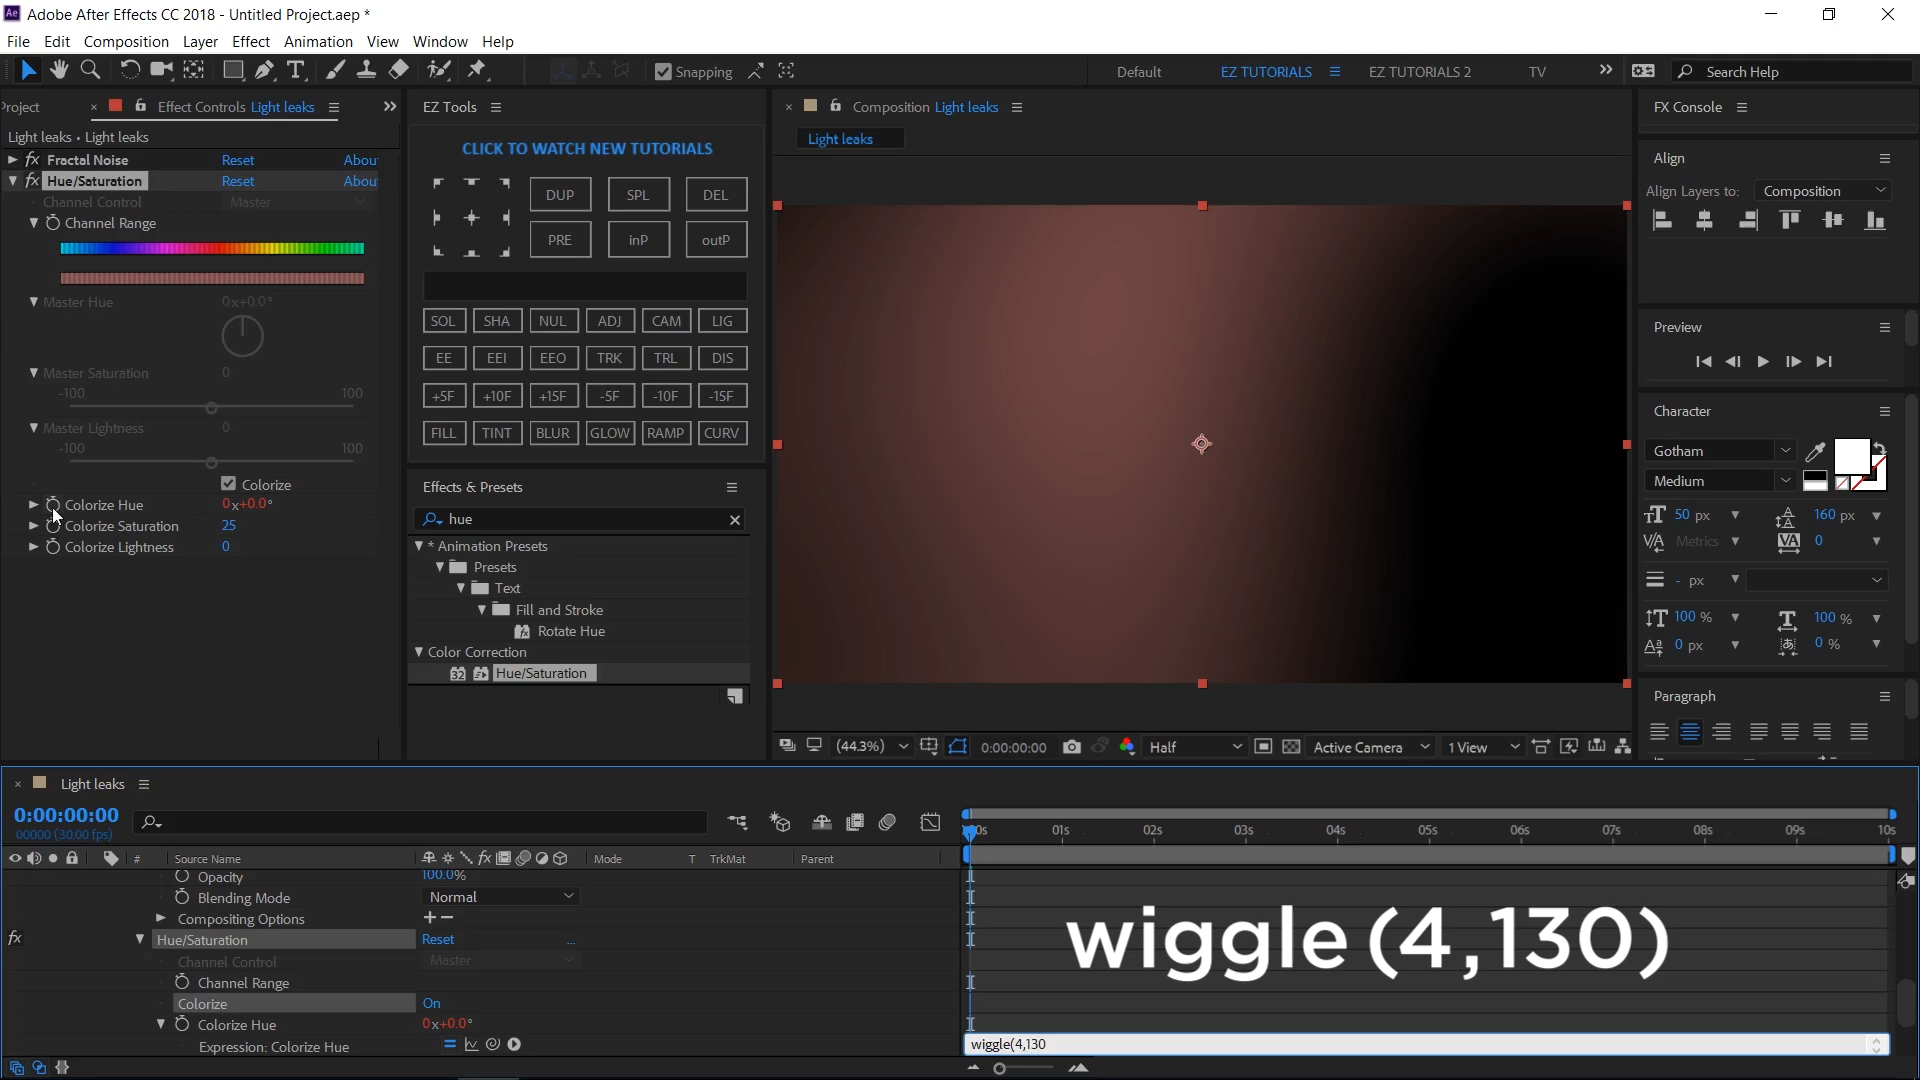 Adobe After Effects CC 2018 - Untitled Project.aep *
File Edit Composition Layer Effect Animation View Window Help
Snapping
Default EZ TUTORIALS EZ TUTORIALS 2 TV
Search Help
roject
Effect Controls Light leaks
Light leaks • Light leaks
fx Fractal Noise Reset Abou
fx Hue/Saturation Reset Abou
Channel Control Master
Channel Range
Master Hue 0x+0.0°
Master Saturation 0
-100 100
Master Lightness 0
-100 100
Colorize
Colorize Hue 0x+0.0°
Colorize Saturation 25
Colorize Lightness 0
EZ Tools
CLICK TO WATCH NEW TUTORIALS
DUP SPL DEL
PRE inP outP
SOL SHA NUL ADJ CAM LIG
EE EEI EEO TRK TRL DIS
+5F +10F +15F -5F -10F -15F
FILL TINT BLUR GLOW RAMP CURV
Effects & Presets
hue
* Animation Presets
Presets
Text
Fill and Stroke
Rotate Hue
Color Correction
32 Hue/Saturation
Composition Light leaks
Light leaks
(44.3%) 0:00:00:00 Half Active Camera 1 View
FX Console
Align
Align Layers to: Composition
Preview
Character
Gotham
Medium
50 px 160 px
Metrics 0
- px
100 % 100 %
0 px 0 %
Paragraph
Light leaks
0:00:00:00
00000 (30.00 fps)
# Source Name Mode T TrkMat Parent
01s 02s 03s 04s 05s 06s 07s 08s 09s 10s
Opacity 100.0%
Blending Mode Normal
Compositing Options + −
fx Hue/Saturation Reset ...
Channel Control Master
Channel Range
Colorize On
Colorize Hue 0x+0.0°
Expression: Colorize Hue
wiggle (4,130)
wiggle(4,130